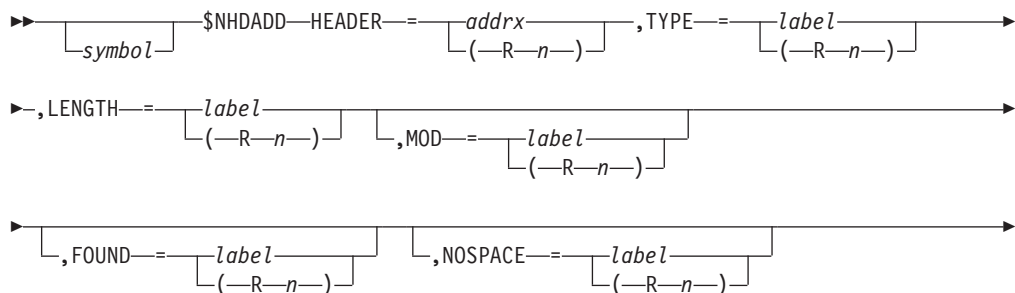 $NHDADD HEADER = addrx ,TYPE = label
symbol (R n) (R n)
,LENGTH = label
(R n) ,MOD = label
(R n)
,FOUND = label ,NOSPACE = label
(R n) (R n)